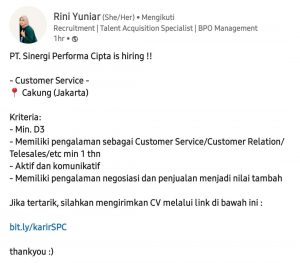 Rini Yuniar (She/Her) • Mengikuti
Recruitment | Talent Acquisition Specialist | BPO Management
1hr •
PT. Sinergi Performa Cipta is hiring !!
- Customer Service -
📍 Cakung (Jakarta)
Kriteria:
- Min. D3
- Memiliki pengalaman sebagai Customer Service/Customer Relation/
Telesales/etc min 1 thn
- Aktif dan komunikatif
- Memiliki pengalaman negosiasi dan penjualan menjadi nilai tambah
Jika tertarik, silahkan mengirimkan CV melalui link di bawah ini :
bit.ly/karirSPC
thankyou :)